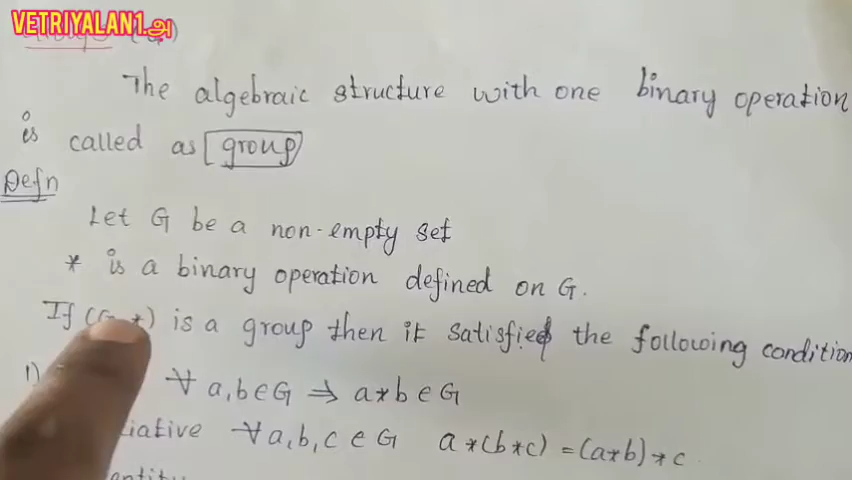 VETRIYALAN1.அ
The algebraic structure with one binary operation
is called as group
Defn
Let G be a non-empty set
* is a binary operation defined on G.
If (G, *) is a group then it satisfied the following condition
1) ∀ a,b ∈ G ⇒ a*b ∈ G
∀ a,b,c ∈ G a*(b*c) = (a*b)*c